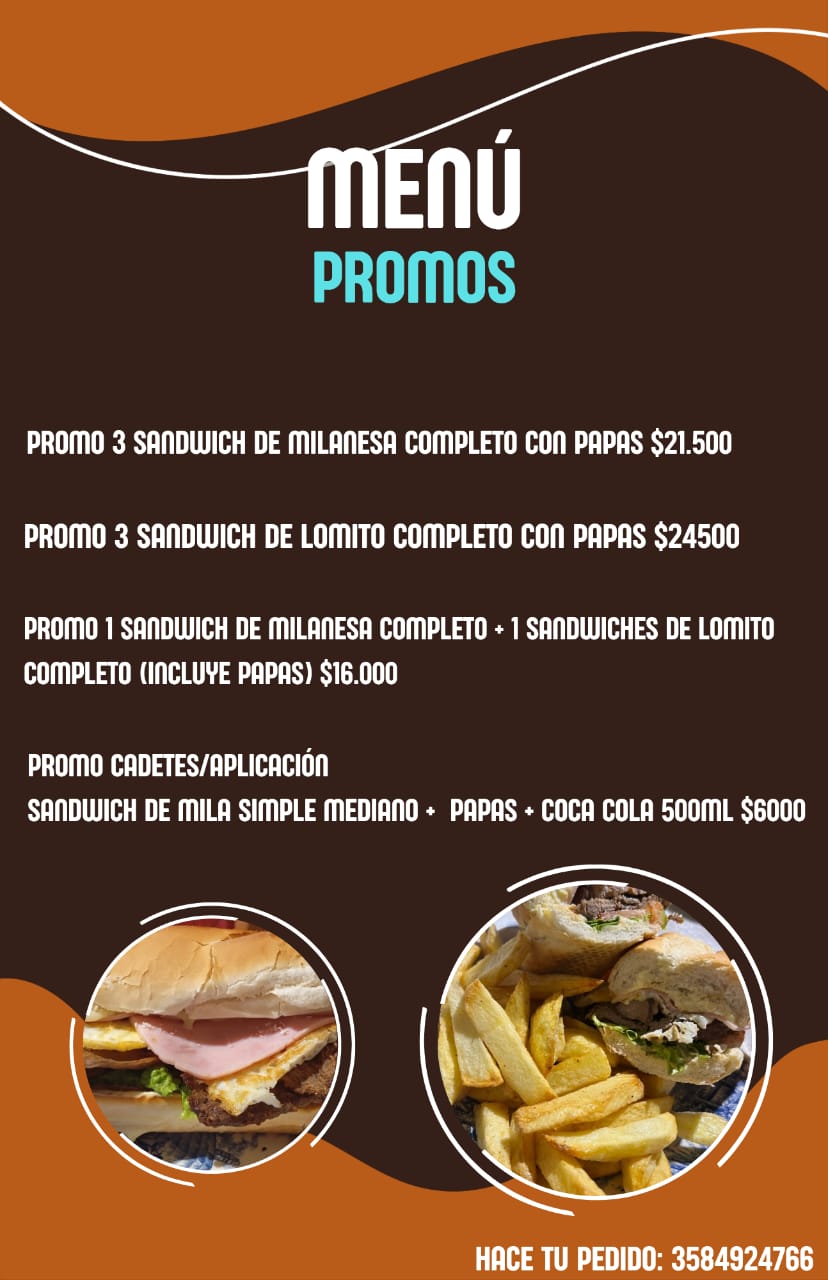 MENÚ
PROMOS
PROMO 3 SANDWICH DE MILANESA COMPLETO CON PAPAS $21.500
PROMO 3 SANDWICH DE LOMITO COMPLETO CON PAPAS $24500
PROMO 1 SANDWICH DE MILANESA COMPLETO + 1 SANDWICHES DE LOMITO
COMPLETO (INCLUYE PAPAS) $16.000
PROMO CADETES/APLICACIÓN
SANDWICH DE MILA SIMPLE MEDIANO + PAPAS + COCA COLA 500ML $6000
HACE TU PEDIDO: 3584924766